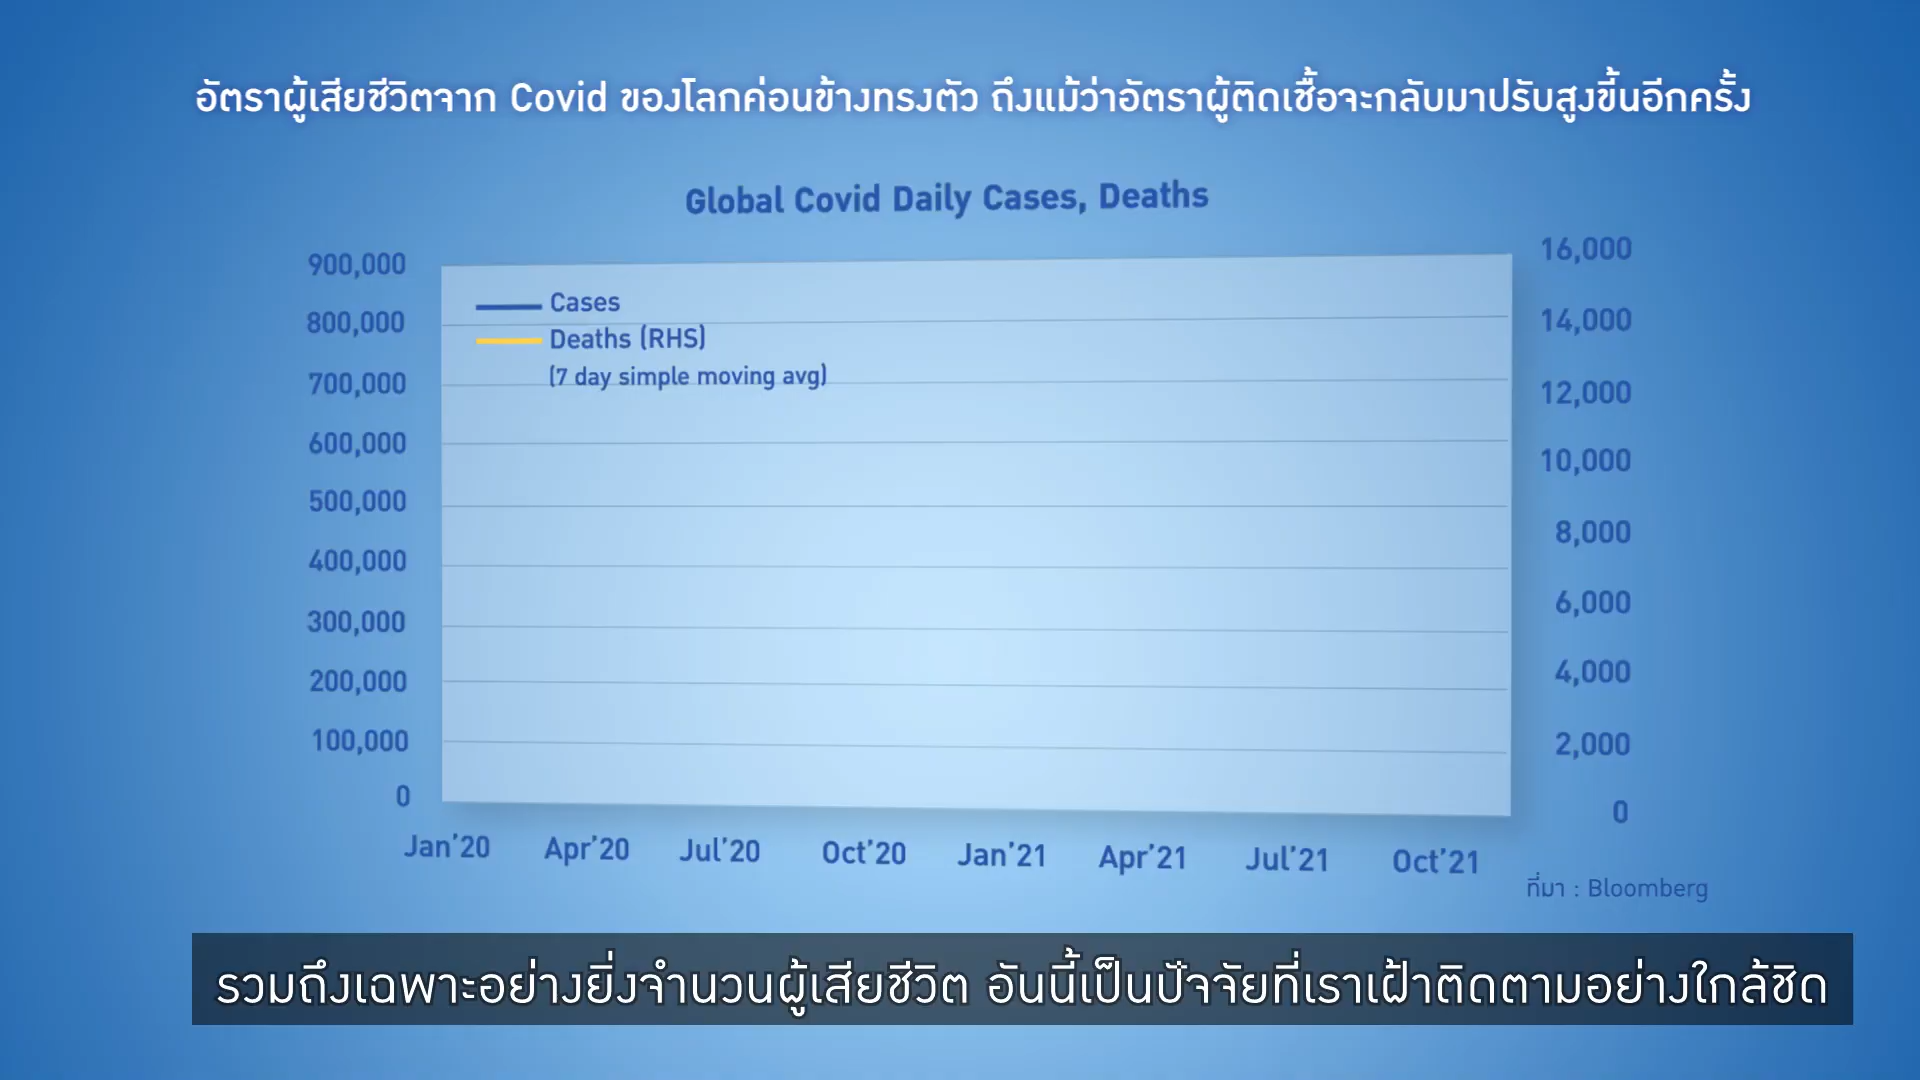 อัตราผู้เสียชีวิตจาก Covid ของโลกค่อนข้างทรงตัว ถึงแม้ว่าอัตราผู้ติดเชื้อจะกลับมาปรับสูงขึ้นอีกครั้ง
Global Covid Daily Cases, Deaths
900,000
800,000
700,000
600,000
500,000
400,000
300,000
200,000
100,000
0
Cases
Deaths (RHS)
(7 day simple moving avg)
16,000
14,000
12,000
10,000
8,000
6,000
4,000
2,000
0
Jan’20 Apr’20 Jul’20 Oct’20 Jan’21 Apr’21 Jul’21 Oct’21
ที่มา : Bloomberg
รวมถึงเฉพาะอย่างยิ่งจำนวนผู้เสียชีวิต อันนี้เป็นปัจจัยที่เราเฝ้าติดตามอย่างใกล้ชิด